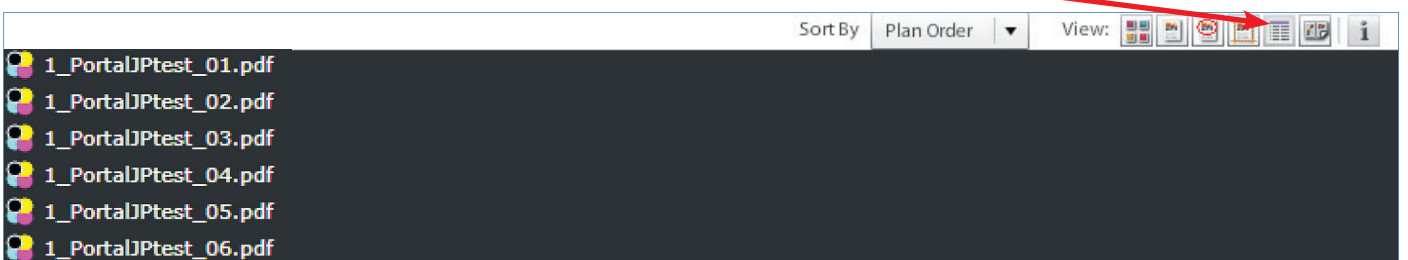 Sort By Plan Order View: i
1_PortalJPtest_01.pdf
1_PortalJPtest_02.pdf
1_PortalJPtest_03.pdf
1_PortalJPtest_04.pdf
1_PortalJPtest_05.pdf
1_PortalJPtest_06.pdf